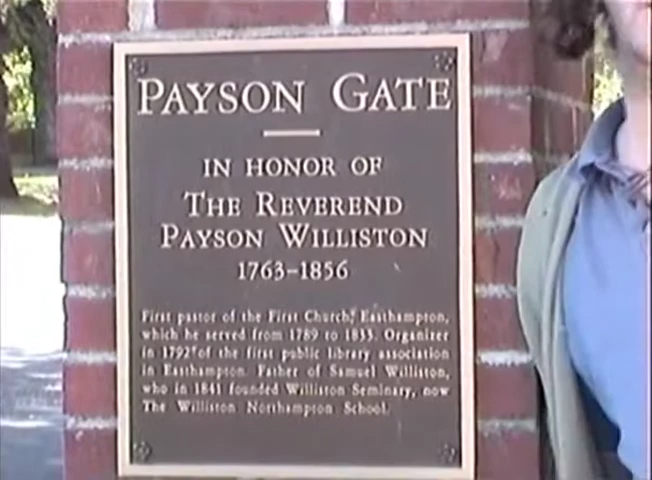 PAYSON GATE
IN HONOR OF
THE REVEREND
PAYSON WILLISTON
1763-1856
First pastor of the First Church, Easthampton,
which he served from 1789 to 1833. Organizer
in 1792 of the first public library association
in Easthampton. Father of Samuel Williston,
who in 1841 founded Williston Seminary, now
The Williston Northampton School.